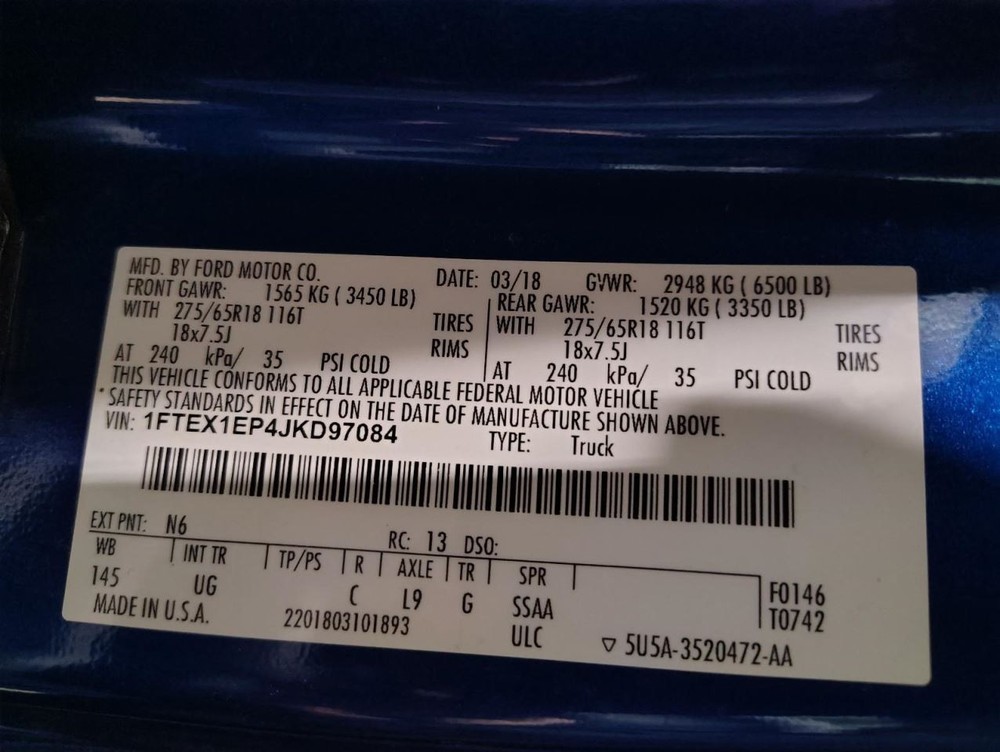 MFD. BY FORD MOTOR CO. DATE: 03/18 GVWR: 2948 KG ( 6500 LB)
FRONT GAWR: 1565 KG ( 3450 LB) REAR GAWR: 1520 KG ( 3350 LB)
WITH 275/65R18 116T TIRES WITH 275/65R18 116T TIRES
18x7.5J RIMS 18x7.5J RIMS
AT 240 kPa/ 35 PSI COLD AT 240 kPa/ 35 PSI COLD
THIS VEHICLE CONFORMS TO ALL APPLICABLE FEDERAL MOTOR VEHICLE
SAFETY STANDARDS IN EFFECT ON THE DATE OF MANUFACTURE SHOWN ABOVE.
VIN: 1FTEX1EP4JKD97084 TYPE: Truck
EXT PNT: N6 RC: 13 DSO:
WB INT TR TP/PS R AXLE TR SPR
145 UG C L9 G SSAA F0146
MADE IN U.S.A. 2201803101893 ULC T0742
▽ 5U5A-3520472-AA